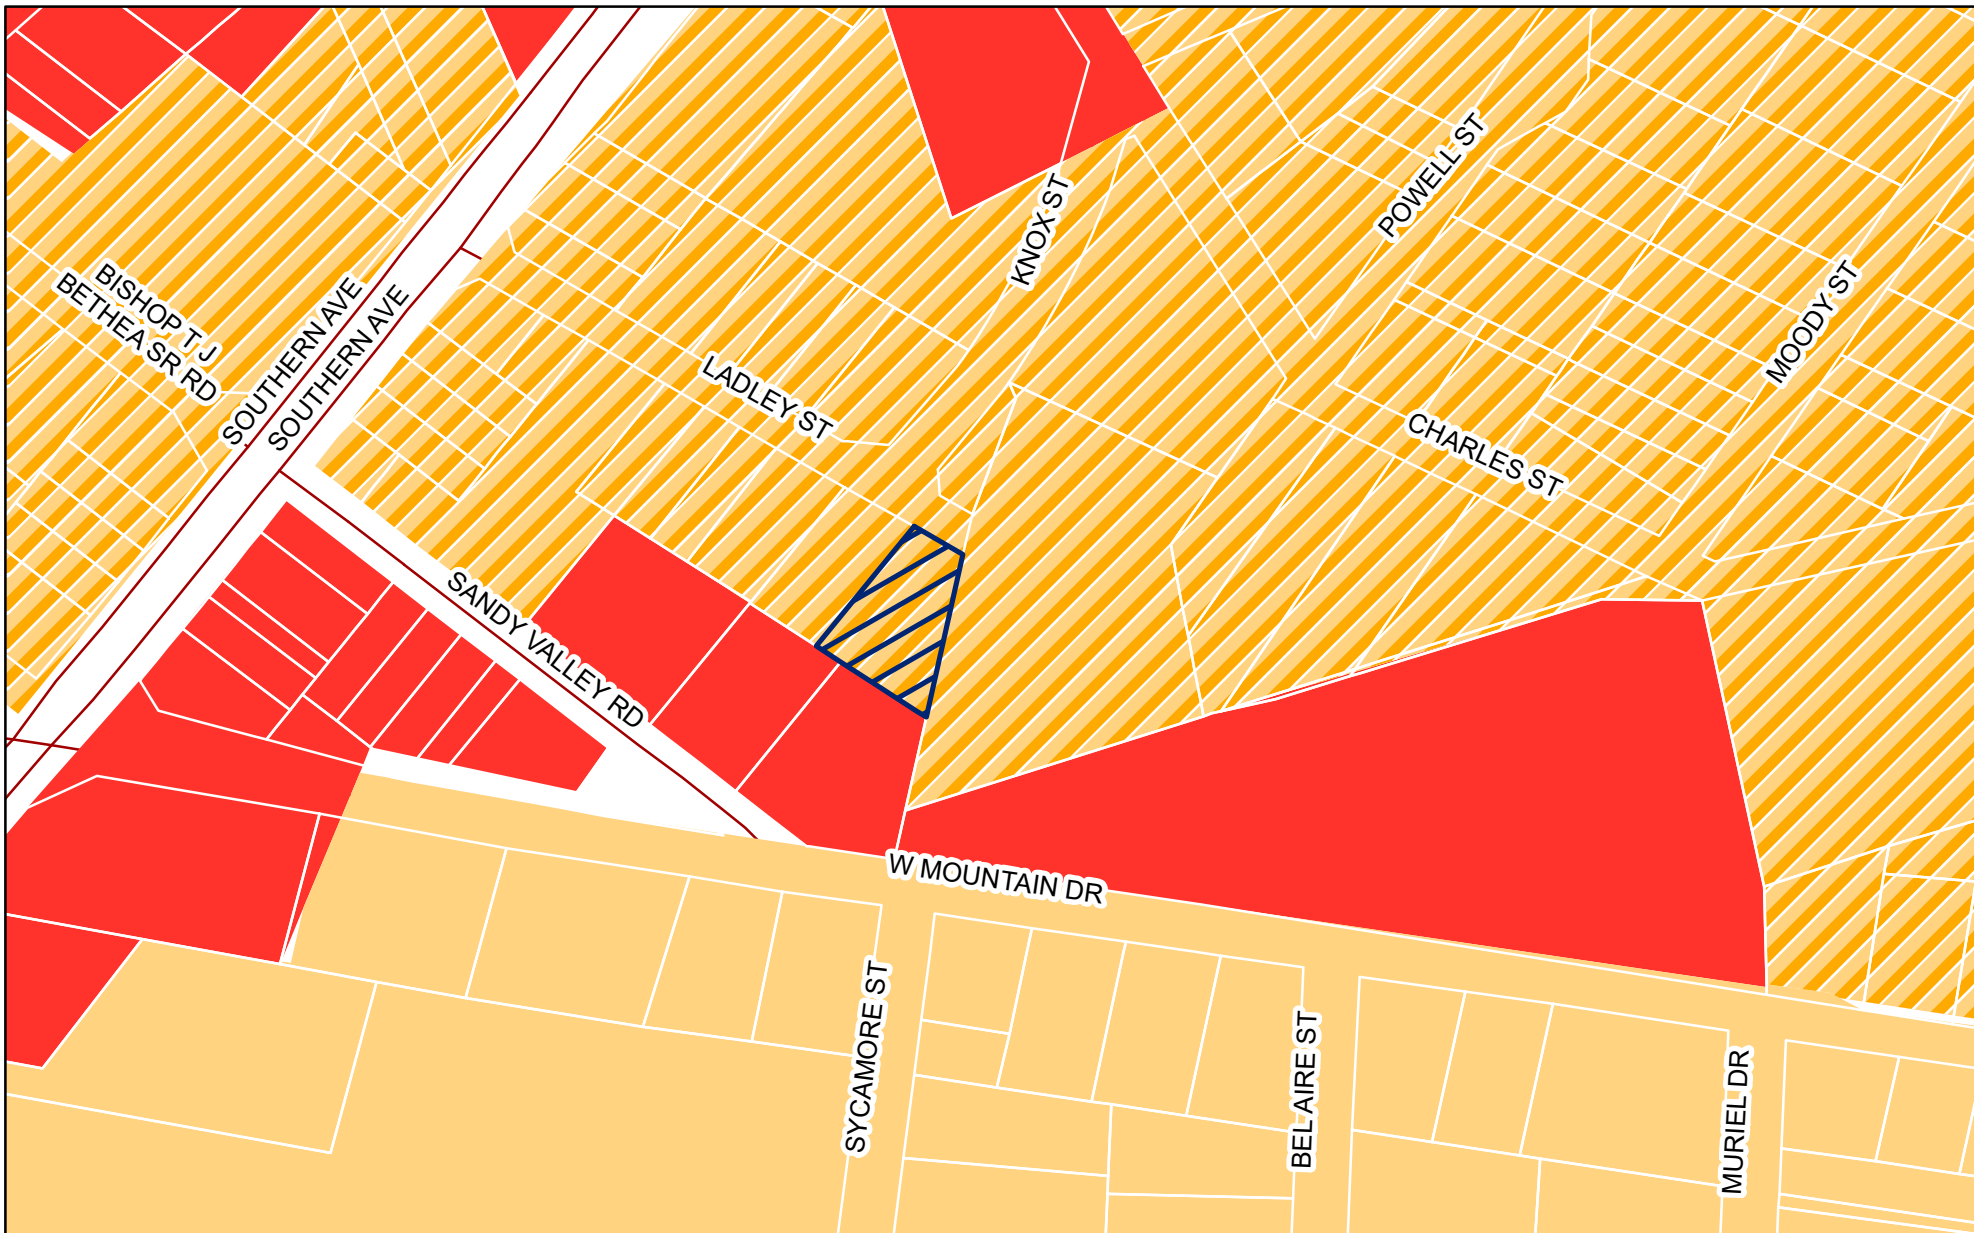 KNOX ST
POWELL ST
BISHOP T J
BETHEA SR RD
SOUTHERN AVE
SOUTHERN AVE
MOODY ST
LADLEY ST
CHARLES ST
SANDY VALLEY RD
W MOUNTAIN DR
SYCAMORE ST
BEL AIRE ST
MURIEL DR